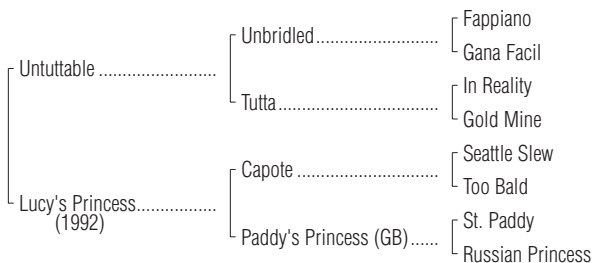 Fappiano
Unbridled........................
Gana Facil
Untuttable .......................
In Reality
Tutta...............................
Gold Mine
Seattle Slew
Capote ...........................
Too Bald
Lucy's Princess................
(1992)
St. Paddy
Paddy's Princess (GB)......
Russian Princess